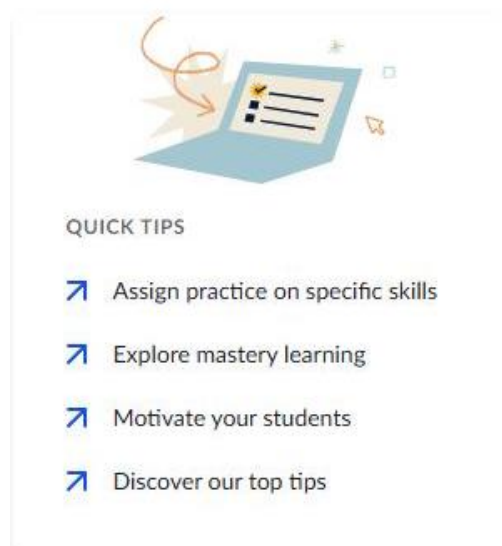 QUICK TIPS
Assign practice on specific skills
Explore mastery learning
Motivate your students
Discover our top tips